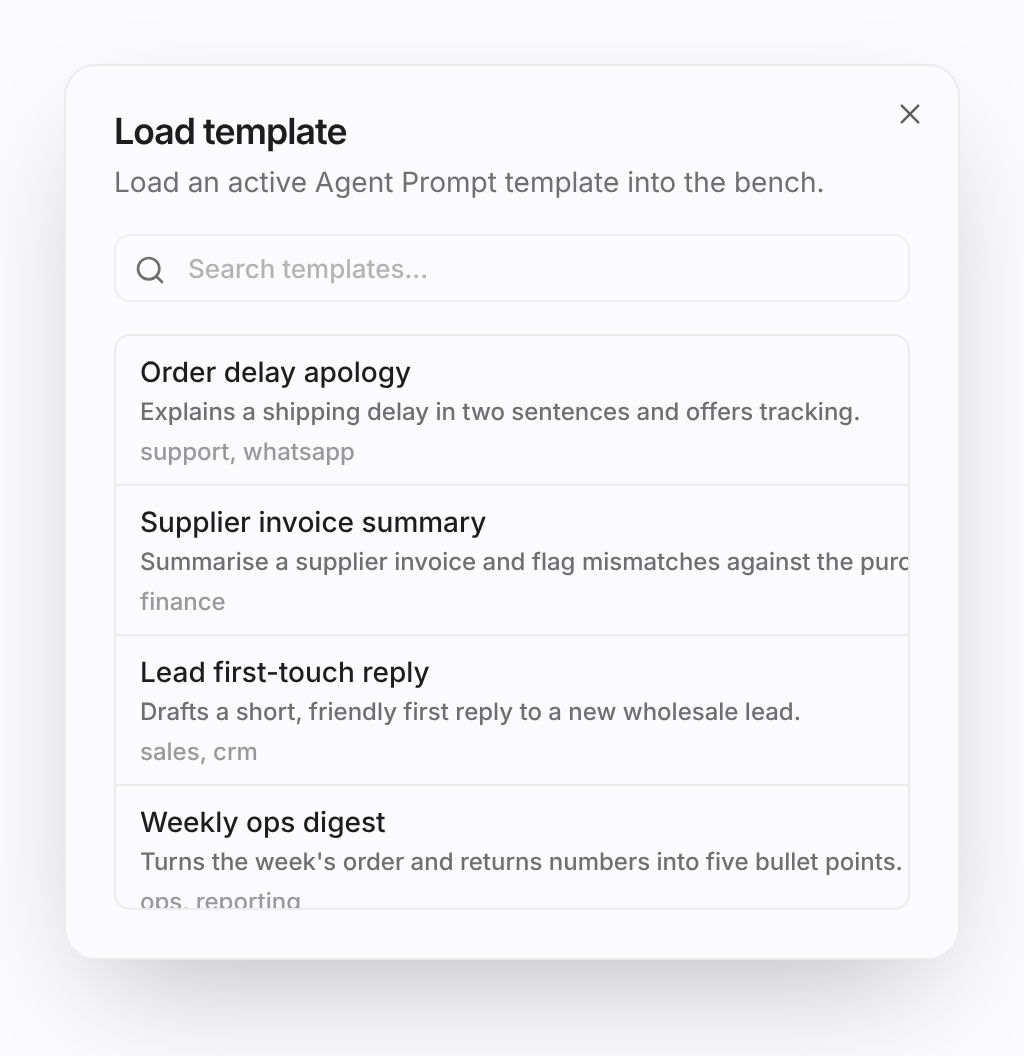 Load template
Load an active Agent Prompt template into the bench.
Search templates...
Order delay apology
Explains a shipping delay in two sentences and offers tracking.
support, whatsapp
Supplier invoice summary
Summarise a supplier invoice and flag mismatches against the
finance
Lead first-touch reply
Drafts a short, friendly first reply to a new wholesale lead.
sales, crm
Weekly ops digest
Turns the week's order and returns numbers into five bullet points.
ops, reporting